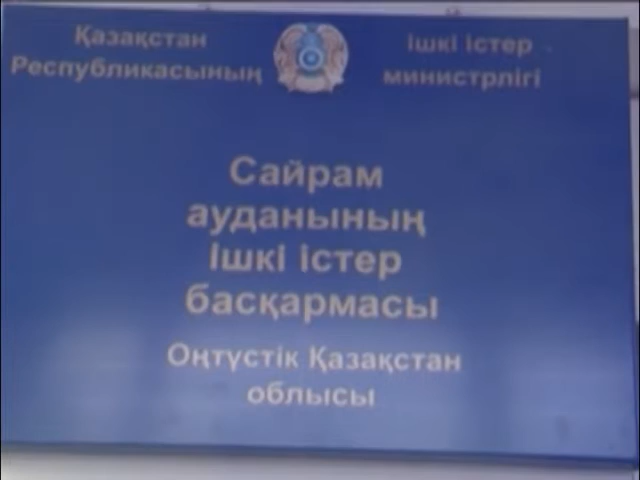 Қазақстан
Республикасының
ішкі істер
министрлігі
Сайрам
ауданының
ішкі істер
басқармасы
Оңтүстік Қазақстан
облысы